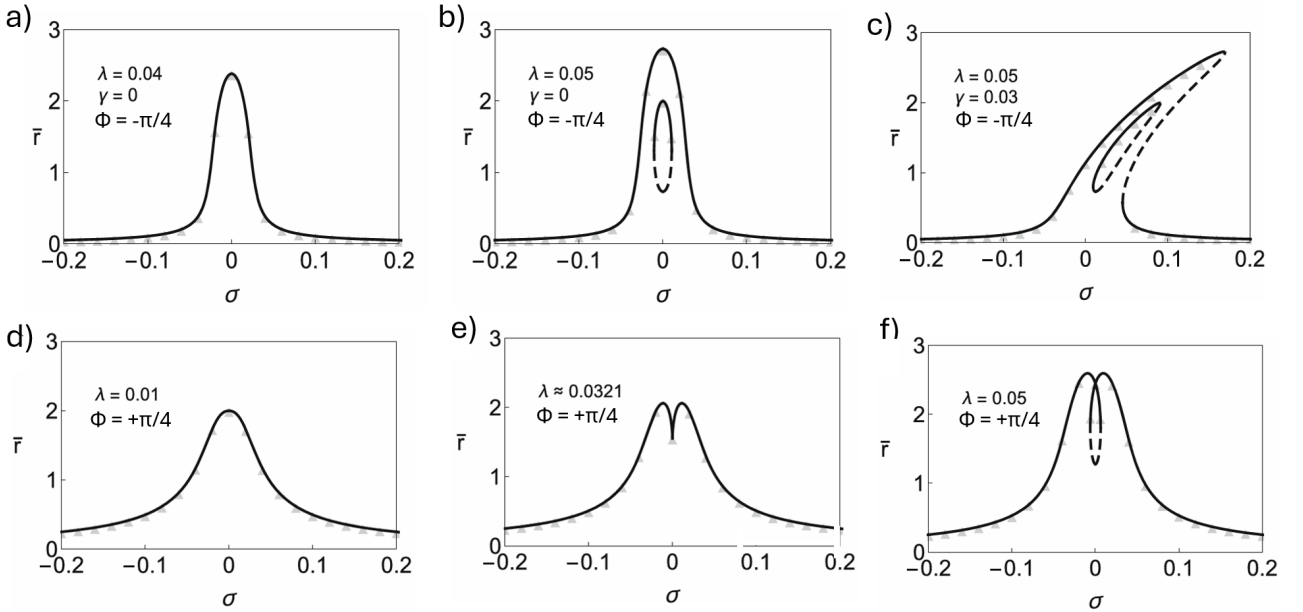 a)
3
2
r̄
1
0
λ = 0.04
γ = 0
Φ = -π/4
−0.2 −0.1 0 0.1 0.2
σ
b)
3
2
r̄
1
0
λ = 0.05
γ = 0
Φ = -π/4
−0.2 −0.1 0 0.1 0.2
σ
c)
3
2
r̄
1
0
λ = 0.05
γ = 0.03
Φ = -π/4
−0.2 −0.1 0 0.1 0.2
σ
d)
3
2
r̄
1
0
λ = 0.01
Φ = +π/4
−0.2 −0.1 0 0.1 0.2
σ
e)
3
2
r̄
1
0
λ ≈ 0.0321
Φ = +π/4
−0.2 −0.1 0 0.1 0.2
σ
f)
3
2
r̄
1
0
λ = 0.05
Φ = +π/4
−0.2 −0.1 0 0.1 0.2
σ